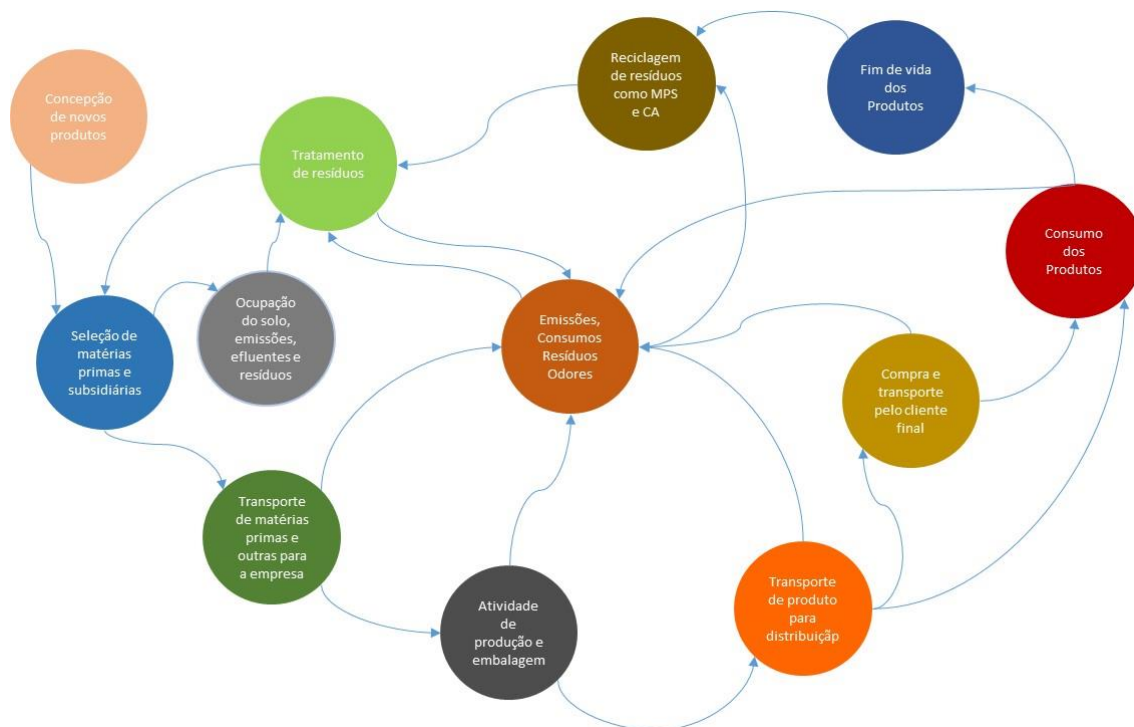 Concepção
de novos
produtos
Tratamento
de resíduos
Reciclagem
de resíduos
como MPS
e CA
Fim de vida
dos
Produtos
Consumo
dos
Produtos
Seleção de
matérias
primas e
subsidiárias
Ocupação
do solo,
emissões,
efluentes e
resíduos
Emissões,
Consumos
Resíduos
Odores
Compra e
transporte
pelo cliente
final
Transporte
de matérias
primas e
outras para
a empresa
Atividade
de
produção e
embalagem
Transporte
de produto
para
distribuiçãp